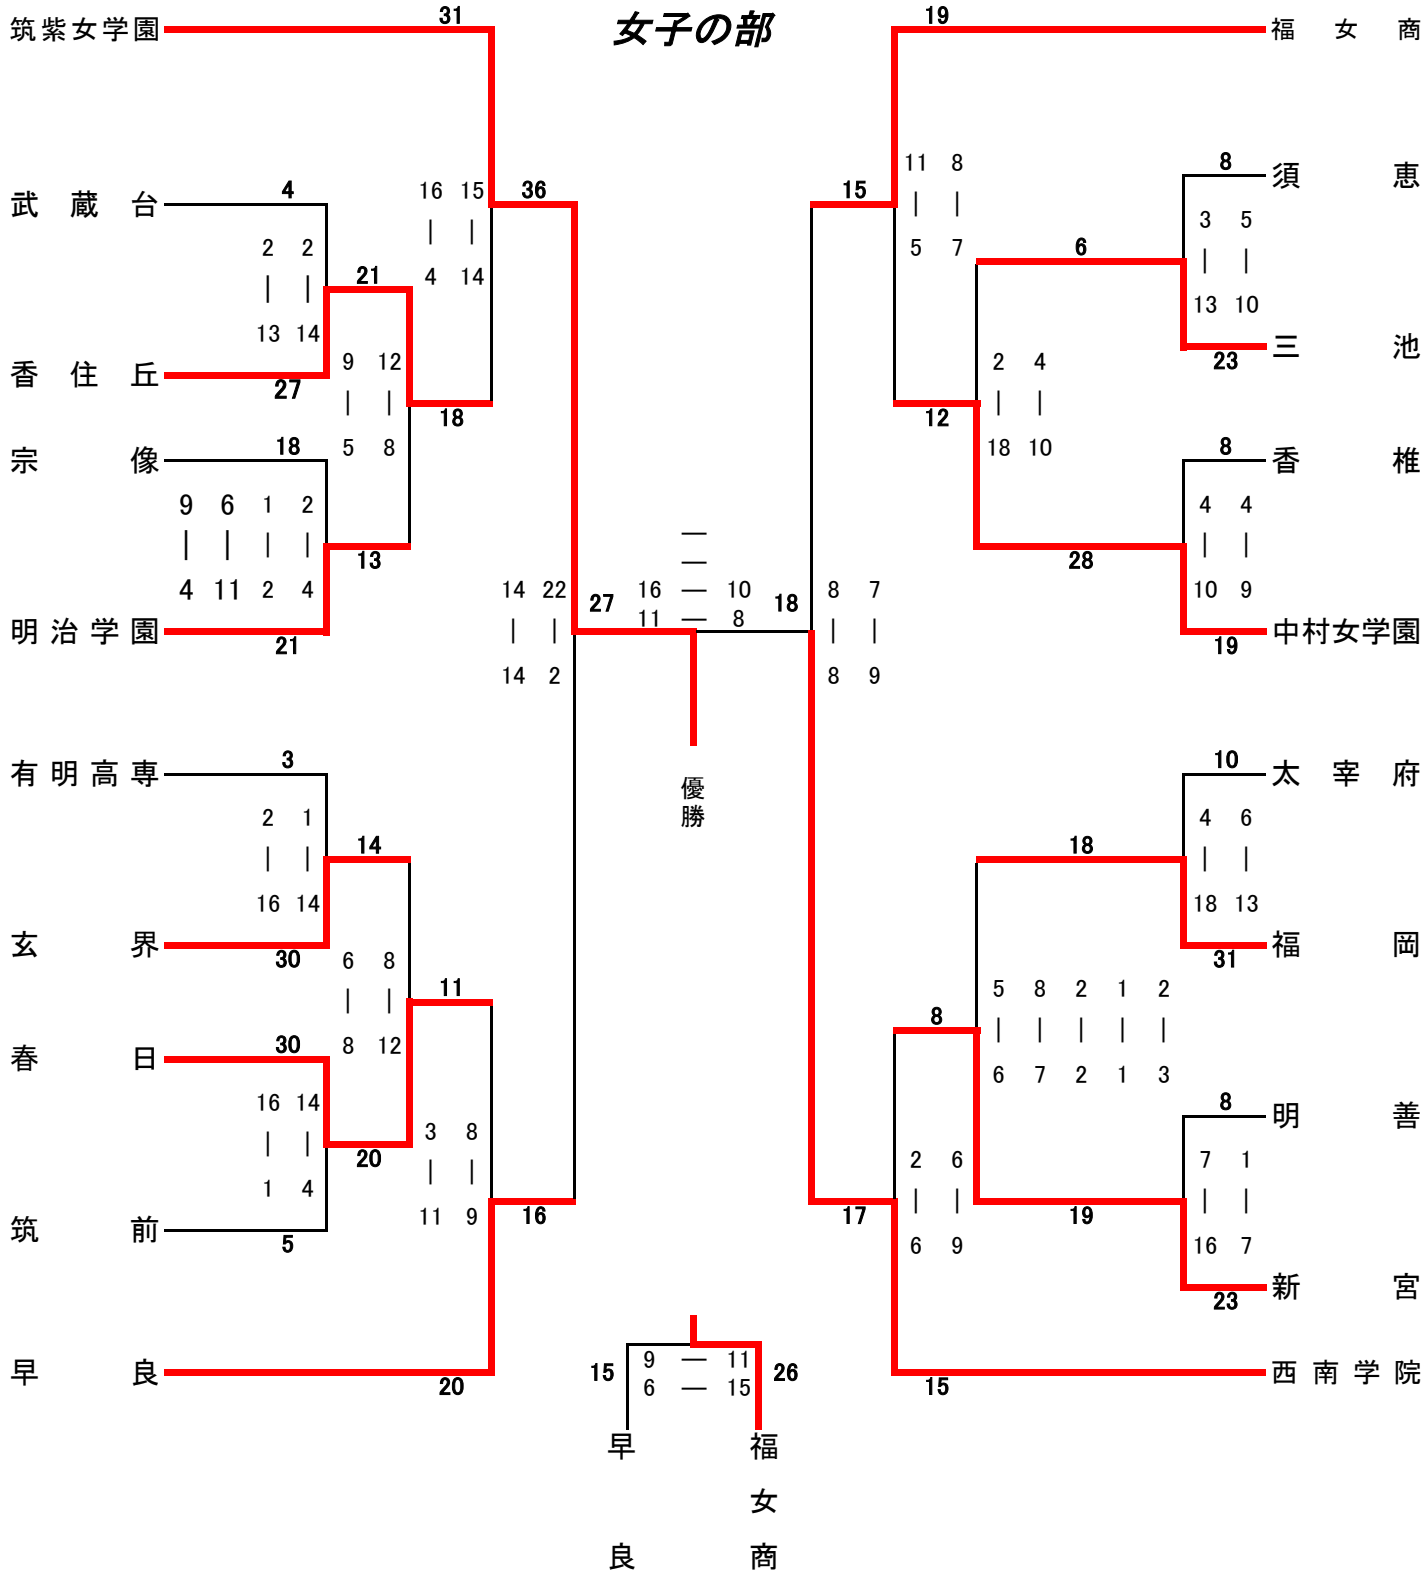 女子の部
31
19
筑紫女学園
福女商
11 8
8
16 15
36
15
須恵
4
武蔵台
3 5
2 2
5 7
6
21
4 14
13 10
13 14
三池
9 12
2 4
23
香住丘
27
18
12
5 8
18 10
18
8
宗像
香椎
9 6 1 2
4 4
13
28
4 11 2 4
14 22
27
16 — 10
18
8 7
10 9
11 — 8
明治学園
21
中村女学園
19
14 2
8 9
3
10
有明高専
太宰府
優勝
2 1
4 6
14
18
16 14
18 13
玄界
30
福岡
31
6 8
11
5 8 2 1 2
8
30
8 12
春日
6 7 2 1 3
16 14
8
明善
3 8
20
2 6
7 1
1 4
11 9
16
17
19
筑前
5
6 9
16 7
新宮
23
早良
20
15
9 — 11
26
6 — 15
15
西南学院
早良
福女商